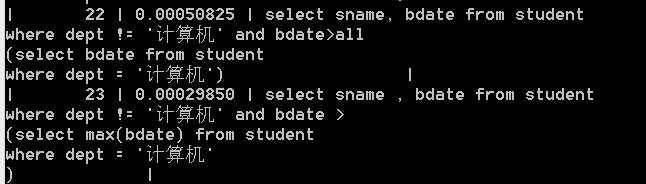 |       22 | 0.00050825 | select sname, bdate from student
where dept != '计算机' and bdate>all
(select bdate from student
where dept = '计算机')                    |
|       23 | 0.00029850 | select sname , bdate from student
where dept != '计算机' and bdate >
(select max(bdate) from student
where dept = '计算机'
)              |